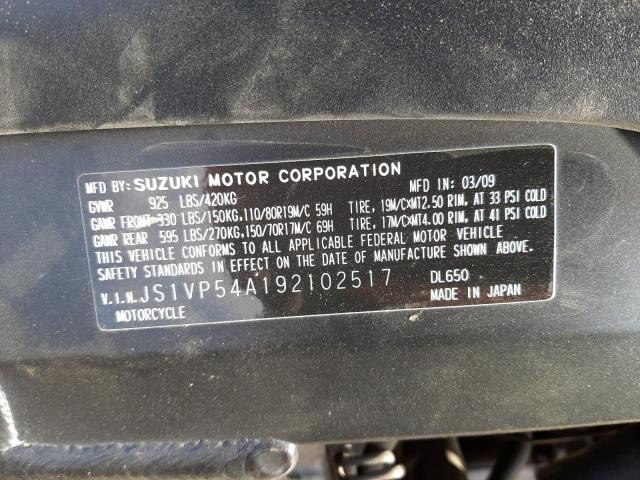 MFD BY: SUZUKI MOTOR CORPORATION MFD IN: 03/09
GVWR 925 LBS/420KG
GAWR FRONT 330 LBS/150KG,110/80R19M/C 59H TIRE, 19M/CXMT2.50 RIM, AT 33 PSI COLD
GAWR REAR 595 LBS/270KG,150/70R17M/C 69H TIRE, 17M/CXMT4.00 RIM, AT 41 PSI COLD
THIS VEHICLE CONFORMS TO ALL APPLICABLE FEDERAL MOTOR VEHICLE
SAFETY STANDARDS IN EFFECT ON THE DATE OF MANUFACTURE SHOWN ABOVE.
V.I.N. JS1VP54A192102517 DL650
MOTORCYCLE MADE IN JAPAN